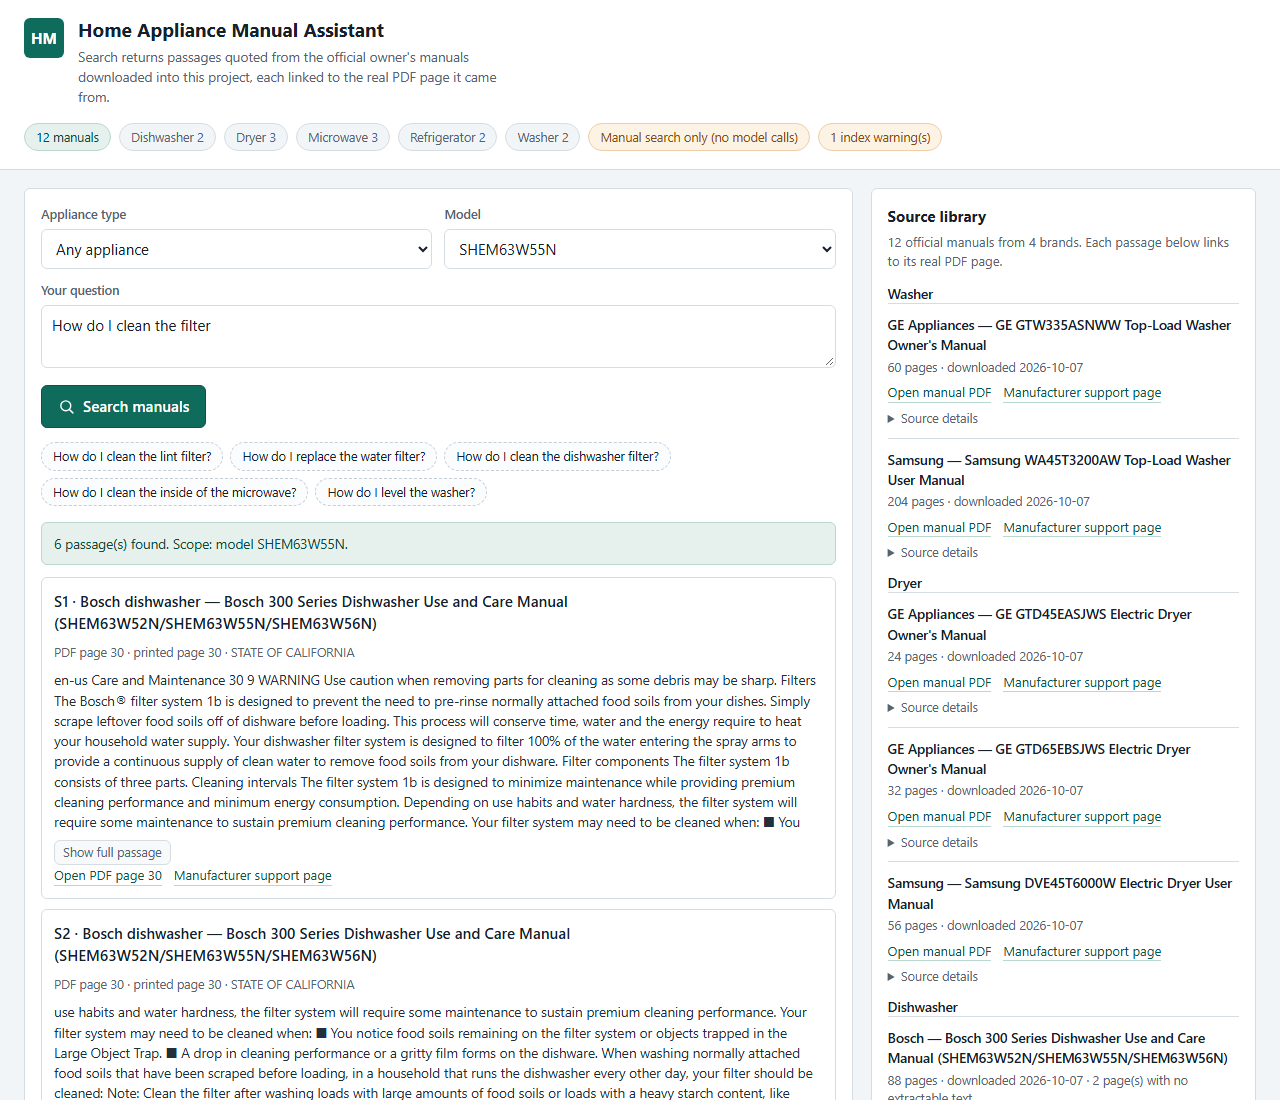 HM
Home Appliance Manual Assistant
Search returns passages quoted from the official owner's manuals
downloaded into this project, each linked to the real PDF page it came
from.
12 manuals
Dishwasher 2
Dryer 3
Microwave 3
Refrigerator 2
Washer 2
Manual search only (no model calls)
1 index warning(s)
Appliance type
Model
Any appliance
SHEM63W55N
Your question
How do I clean the filter
Search manuals
How do I clean the lint filter?
How do I replace the water filter?
How do I clean the dishwasher filter?
How do I clean the inside of the microwave?
How do I level the washer?
6 passage(s) found. Scope: model SHEM63W55N.
S1 · Bosch dishwasher — Bosch 300 Series Dishwasher Use and Care Manual
(SHEM63W52N/SHEM63W55N/SHEM63W56N)
PDF page 30 · printed page 30 · STATE OF CALIFORNIA
en-us Care and Maintenance 30 9 WARNING Use caution when removing parts for cleaning as some debris may be sharp. Filters
The Bosch® filter system 1b is designed to prevent the need to pre-rinse normally attached food soils from your dishes. Simply
scrape leftover food soils off of dishware before loading. This process will conserve time, water and the energy require to heat
your household water supply. Your dishwasher filter system is designed to filter 100% of the water entering the spray arms to
provide a continuous supply of clean water to remove food soils from your dishware. Filter components The filter system 1b
consists of three parts. Cleaning intervals The filter system 1b is designed to minimize maintenance while providing premium
cleaning performance and minimum energy consumption. Depending on use habits and water hardness, the filter system will
require some maintenance to sustain premium cleaning performance. Your filter system may need to be cleaned when: ■ You
Show full passage
Open PDF page 30
Manufacturer support page
S2 · Bosch dishwasher — Bosch 300 Series Dishwasher Use and Care Manual
(SHEM63W52N/SHEM63W55N/SHEM63W56N)
PDF page 30 · printed page 30 · STATE OF CALIFORNIA
use habits and water hardness, the filter system will require some maintenance to sustain premium cleaning performance. Your
filter system may need to be cleaned when: ■ You notice food soils remaining on the filter system or objects trapped in the
Large Object Trap. ■ A drop in cleaning performance or a gritty film forms on the dishware. When washing normally attached
food soils that have been scraped before loading, in a household that runs the dishwasher every other day, your filter should be
cleaned: Note: Clean the filter after washing loads with large amounts of food soils or loads with a heavy starch content, like
Source library
12 official manuals from 4 brands. Each passage below links
to its real PDF page.
Washer
GE Appliances — GE GTW335ASNWW Top-Load Washer
Owner's Manual
60 pages · downloaded 2026-10-07
Open manual PDF
Manufacturer support page
Source details
Samsung — Samsung WA45T3200AW Top-Load Washer
User Manual
204 pages · downloaded 2026-10-07
Open manual PDF
Manufacturer support page
Source details
Dryer
GE Appliances — GE GTD45EASJWS Electric Dryer
Owner's Manual
24 pages · downloaded 2026-10-07
Open manual PDF
Manufacturer support page
Source details
GE Appliances — GE GTD65EBSJWS Electric Dryer
Owner's Manual
32 pages · downloaded 2026-10-07
Open manual PDF
Manufacturer support page
Source details
Samsung — Samsung DVE45T6000W Electric Dryer User
Manual
56 pages · downloaded 2026-10-07
Open manual PDF
Manufacturer support page
Source details
Dishwasher
Bosch — Bosch 300 Series Dishwasher Use and Care
Manual (SHEM63W52N/SHEM63W55N/SHEM63W56N)
88 pages · downloaded 2026-10-07 · 2 page(s) with no
extractable text